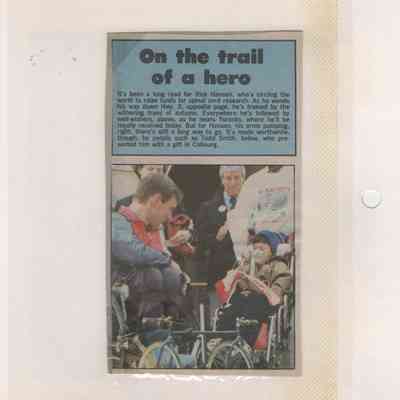 On the trail
of a hero
It's been a long road for Rick Hansen, who's circling the
world to raise funds for spinal cord research. As he wends
his way down Hwy. 2, opposite page, he's framed by the
withering trees of autumn. Everywhere he's followed by
well-wishers, above, as he nears Toronto, where he'll be
royally received today. But for Hansen, his arms pumping,
right, there's still a long way to go. It's made worthwhile,
though, by people such as Todd Smith, below, who pre-
sented him with a gift in Cobourg.